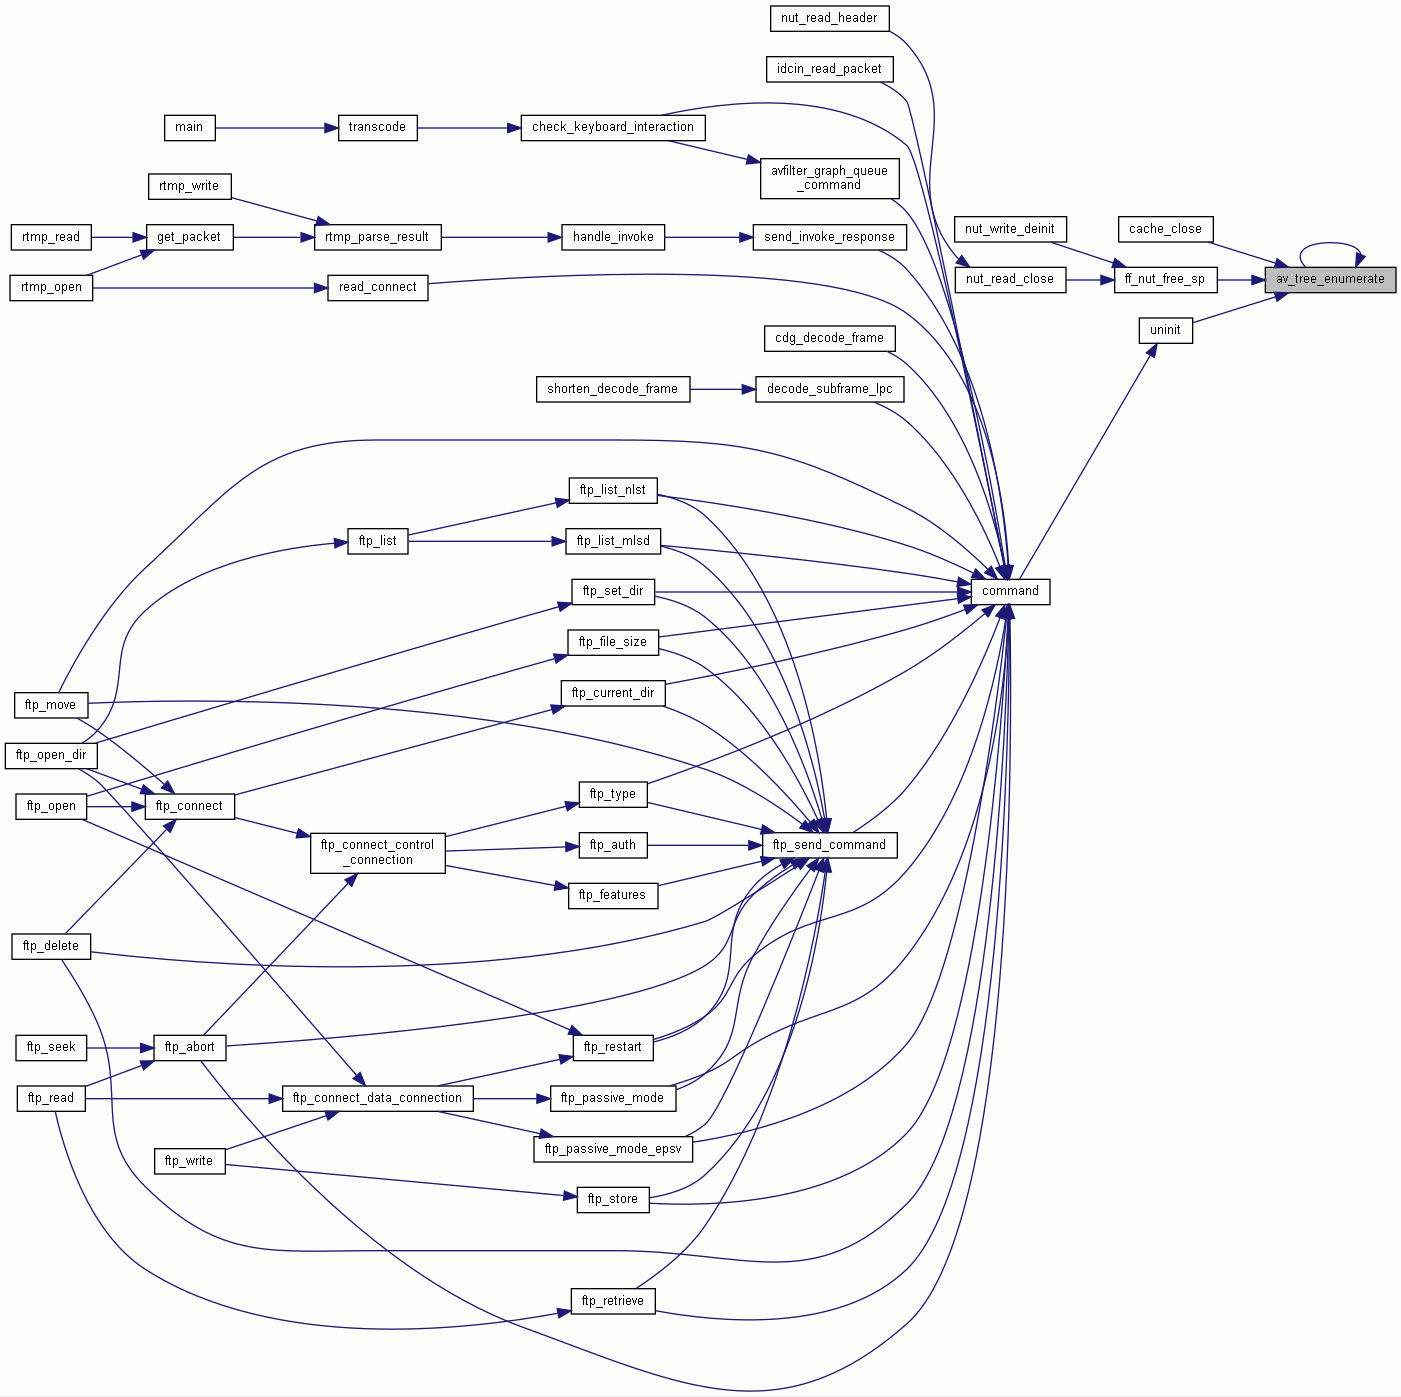 nut_read_header
idcin_read_packet
main
transcode
check_keyboard_interaction
avfilter_graph_queue
_command
rtmp_write
rtmp_read
get_packet
rtmp_parse_result
handle_invoke
send_invoke_response
nut_write_deinit
cache_close
rtmp_open
read_connect
nut_read_close
ff_nut_free_sp
av_tree_enumerate
uninit
cdg_decode_frame
shorten_decode_frame
decode_subframe_lpc
ftp_list_nlst
ftp_list
ftp_list_mlsd
ftp_set_dir
command
ftp_file_size
ftp_current_dir
ftp_move
ftp_open_dir
ftp_open
ftp_connect
ftp_type
ftp_connect_control
_connection
ftp_auth
ftp_send_command
ftp_features
ftp_delete
ftp_seek
ftp_abort
ftp_restart
ftp_read
ftp_connect_data_connection
ftp_passive_mode
ftp_passive_mode_epsv
ftp_write
ftp_store
ftp_retrieve